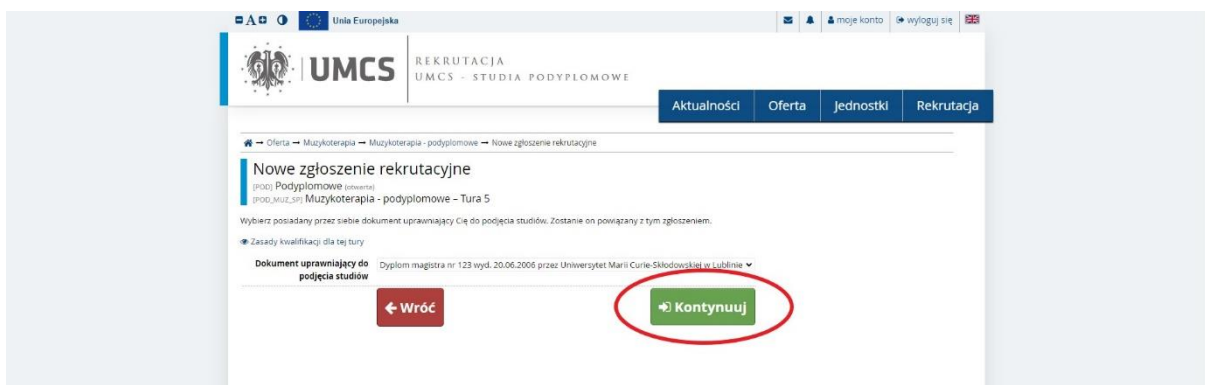 A Unia Europejska moje konto wyloguj się
UMCS REKRUTACJA
UMCS - STUDIA PODYPLOMOWE
Aktualności Oferta Jednostki Rekrutacja
→ Oferta → Muzykoterapia → Muzykoterapia - podyplomowe → Nowe zgłoszenie rekrutacyjne
Nowe zgłoszenie rekrutacyjne
[POD] Podyplomowe (otwarta)
[POD_MUZ_SP] Muzykoterapia - podyplomowe – Tura 5
Wybierz posiadany przez siebie dokument uprawniający Cię do podjęcia studiów. Zostanie on powiązany z tym zgłoszeniem.
Zasady kwalifikacji dla tej tury
Dokument uprawniający do podjęcia studiów Dyplom magistra nr 123 wyd. 20.06.2006 przez Uniwersytet Marii Curie-Skłodowskiej w Lublinie
Wróć Kontynuuj